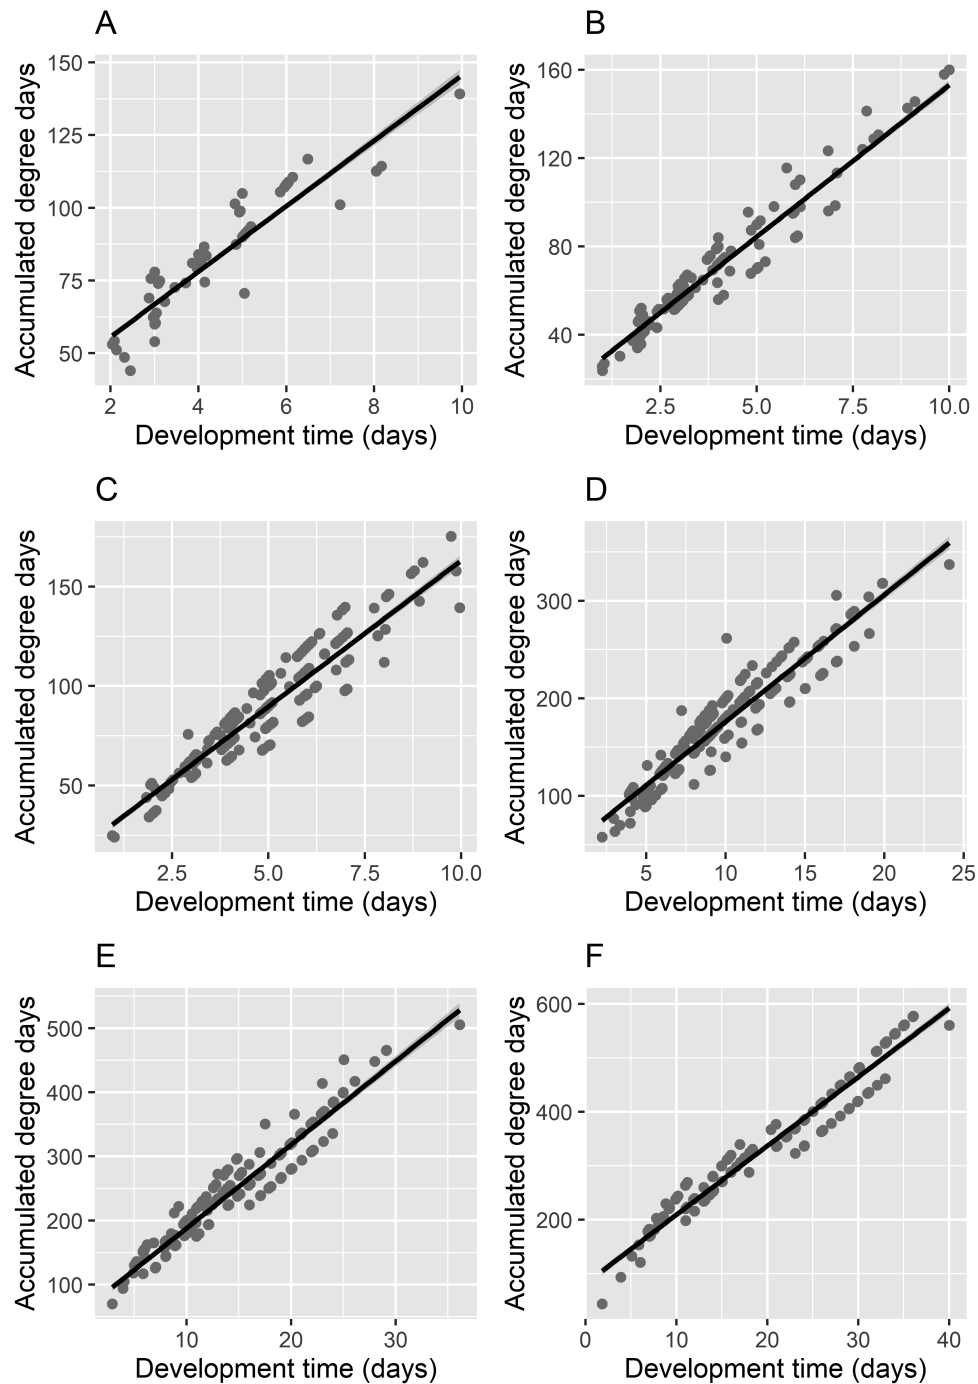 A
Accumulated degree days
150
125
100
75
50
2 4 6 8 10
Development time (days)
B
Accumulated degree days
160
120
80
40
2.5 5.0 7.5 10.0
Development time (days)
C
Accumulated degree days
150
100
50
2.5 5.0 7.5 10.0
Development time (days)
D
Accumulated degree days
300
200
100
5 10 15 20 25
Development time (days)
E
Accumulated degree days
500
400
300
200
100
10 20 30
Development time (days)
F
Accumulated degree days
600
400
200
0 10 20 30 40
Development time (days)